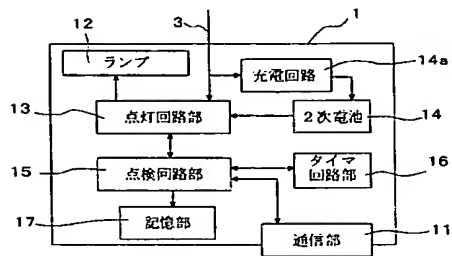 12
3
1
ランプ
充電回路
14a
13
点灯回路部
2次電池
14
15
点検回路部
タイマ
回路部
16
17
記憶部
通信部
11